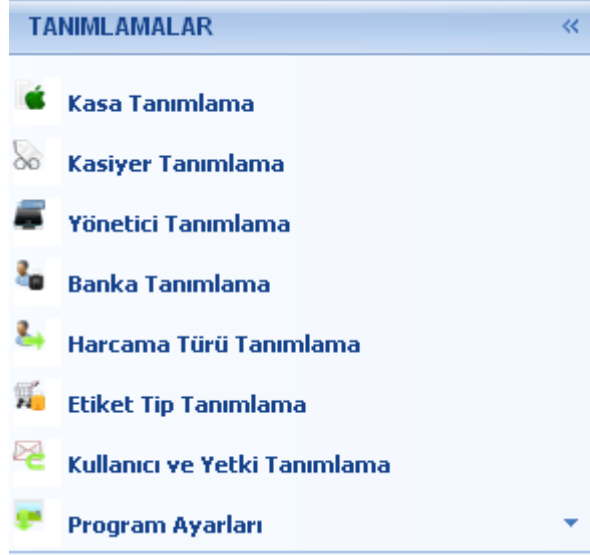 TANIMLAMALAR
Kasa Tanımlama
Kasiyer Tanımlama
Yönetici Tanımlama
Banka Tanımlama
Harcama Türü Tanımlama
Etiket Tip Tanımlama
Kullanıcı ve Yetki Tanımlama
Program Ayarları